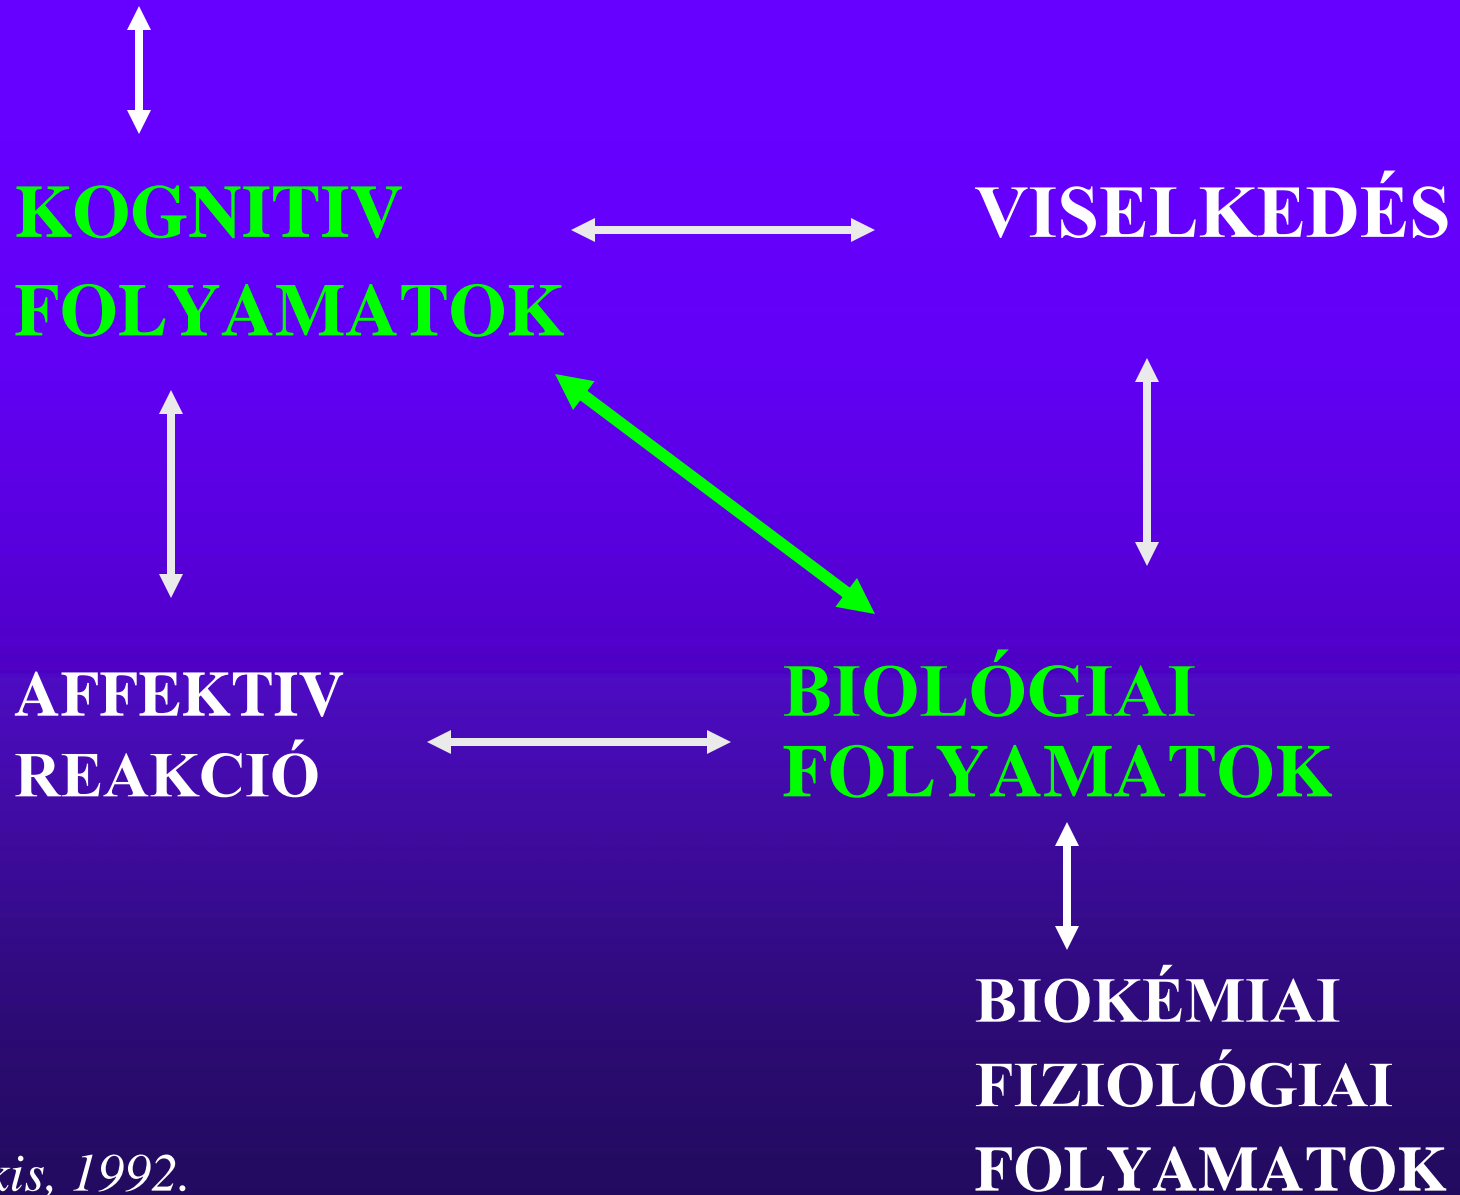 KOGNITIV
FOLYAMATOK
VISELKEDÉS
AFFEKTIV
REAKCIÓ
BIOLÓGIAI
FOLYAMATOK
BIOKÉMIAI
FIZIOLÓGIAI
FOLYAMATOK
1992.